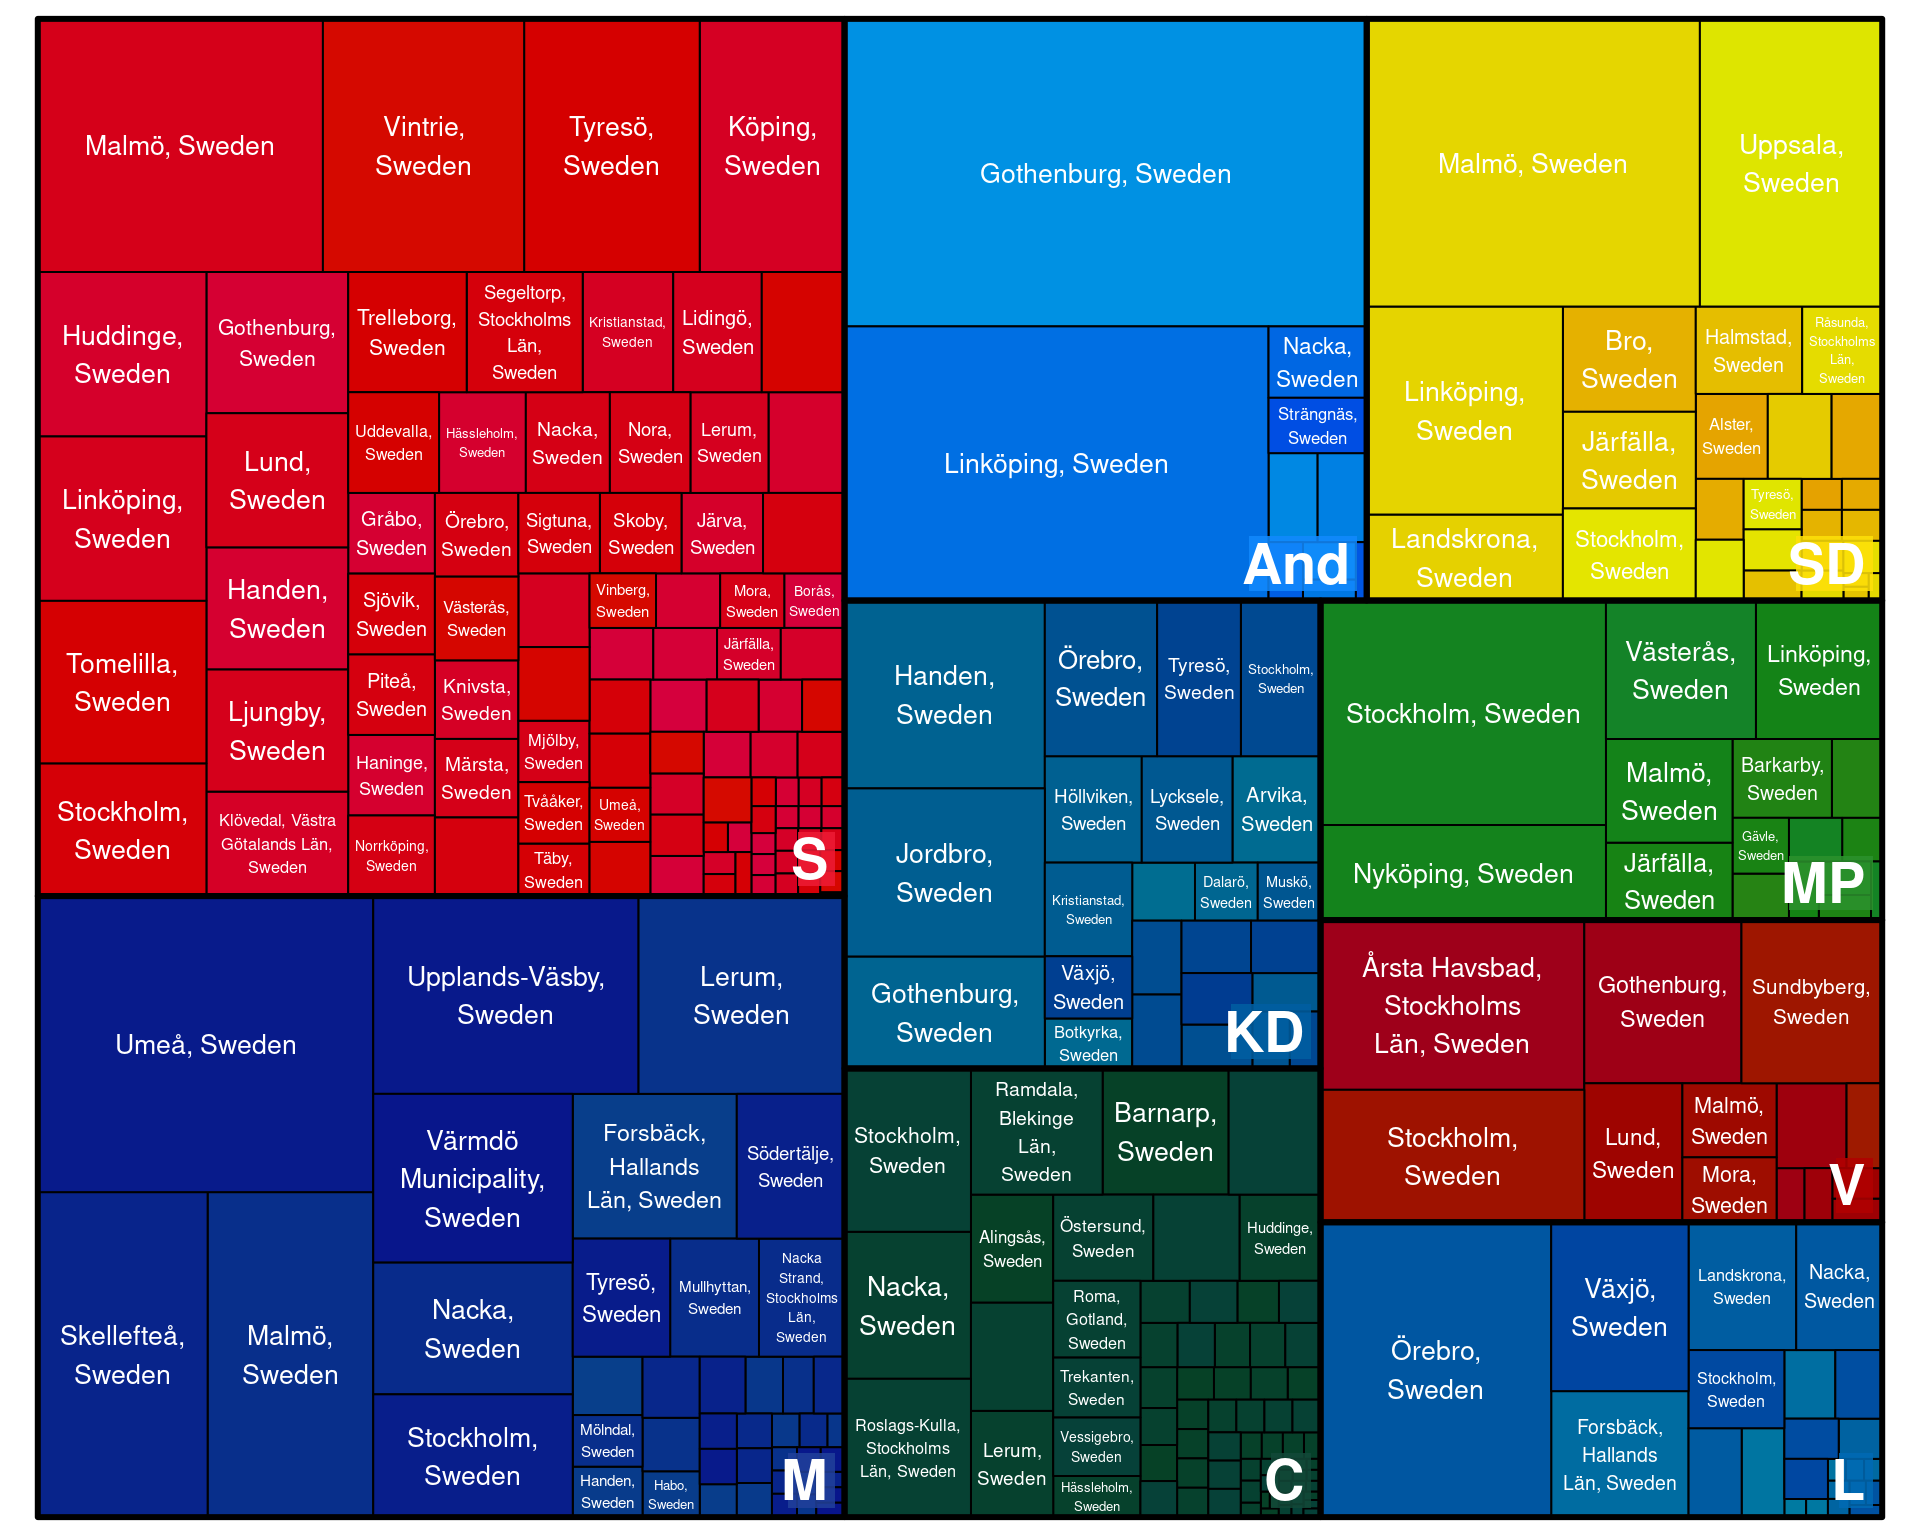 Malmö, Sweden
Vintrie,
Sweden
Tyresö,
Sweden
Köping,
Sweden
Huddinge,
Sweden
Gothenburg,
Sweden
Trelleborg,
Sweden
Segeltorp,
Stockholms
Län,
Sweden
Kristianstad,
Sweden
Lidingö,
Sweden
Linköping,
Sweden
Lund,
Sweden
Uddevalla,
Sweden
Hässleholm,
Sweden
Nacka,
Sweden
Nora,
Sweden
Lerum,
Sweden
Gråbo,
Sweden
Örebro,
Sweden
Sigtuna,
Sweden
Skoby,
Sweden
Järva,
Sweden
Handen,
Sweden
Sjövik,
Sweden
Västerås,
Sweden
Vinberg,
Sweden
Mora,
Sweden
Borås,
Sweden
Järfälla,
Sweden
Tomelilla,
Sweden
Ljungby,
Sweden
Piteå,
Sweden
Knivsta,
Sweden
Mjölby,
Sweden
Haninge,
Sweden
Märsta,
Sweden
Stockholm,
Sweden
Klövedal, Västra
Götalands Län,
Sweden
Norrköping,
Sweden
Tvååker,
Sweden
Umeå,
Sweden
Täby,
Sweden
S
Gothenburg, Sweden
Linköping, Sweden
Nacka,
Sweden
Strängnäs,
Sweden
And
Malmö, Sweden
Uppsala,
Sweden
Linköping,
Sweden
Bro,
Sweden
Halmstad,
Sweden
Råsunda,
Stockholms
Län,
Sweden
Järfälla,
Sweden
Alster,
Sweden
Tyresö,
Sweden
Landskrona,
Sweden
Stockholm,
Sweden
SD
Umeå, Sweden
Upplands-Väsby,
Sweden
Lerum,
Sweden
Värmdö
Municipality,
Sweden
Forsbäck,
Hallands
Län, Sweden
Södertälje,
Sweden
Skellefteå,
Sweden
Malmö,
Sweden
Nacka,
Sweden
Tyresö,
Sweden
Mullhyttan,
Sweden
Nacka
Strand,
Stockholms
Län,
Sweden
Stockholm,
Sweden
Mölndal,
Sweden
Handen,
Sweden
Habo,
Sweden
M
Handen,
Sweden
Örebro,
Sweden
Tyresö,
Sweden
Stockholm,
Sweden
Jordbro,
Sweden
Höllviken,
Sweden
Lycksele,
Sweden
Arvika,
Sweden
Kristianstad,
Sweden
Dalarö,
Sweden
Muskö,
Sweden
Gothenburg,
Sweden
Växjö,
Sweden
Botkyrka,
Sweden
KD
Stockholm,
Sweden
Ramdala,
Blekinge
Län,
Sweden
Barnarp,
Sweden
Nacka,
Sweden
Alingsås,
Sweden
Östersund,
Sweden
Huddinge,
Sweden
Roma,
Gotland,
Sweden
Trekanten,
Sweden
Roslags-Kulla,
Stockholms
Län, Sweden
Lerum,
Sweden
Vessigebro,
Sweden
Hässleholm,
Sweden
C
Stockholm, Sweden
Västerås,
Sweden
Linköping,
Sweden
Malmö,
Sweden
Barkarby,
Sweden
Gävle,
Sweden
Nyköping, Sweden
Järfälla,
Sweden
MP
Årsta Havsbad,
Stockholms
Län, Sweden
Gothenburg,
Sweden
Sundbyberg,
Sweden
Stockholm,
Sweden
Lund,
Sweden
Malmö,
Sweden
Mora,
Sweden
V
Örebro,
Sweden
Växjö,
Sweden
Landskrona,
Sweden
Nacka,
Sweden
Forsbäck,
Hallands
Län, Sweden
Stockholm,
Sweden
L